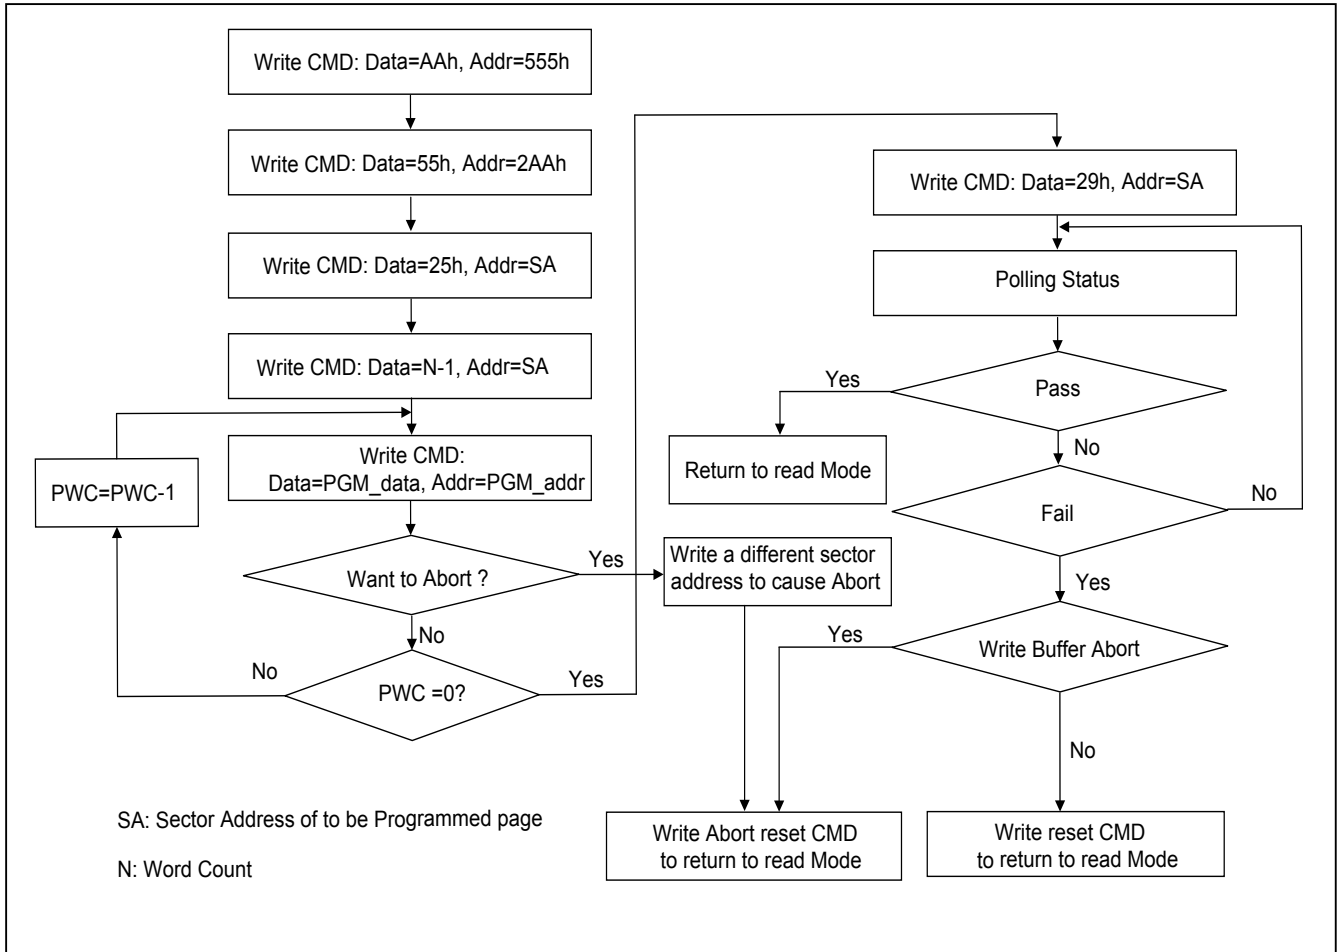 Write CMD: Data=AAh, Addr=555h
Write CMD: Data=55h, Addr=2AAh
Write CMD: Data=25h, Addr=SA
Write CMD: Data=N-1, Addr=SA
Write CMD:
Data=PGM_data, Addr=PGM_addr
PWC=PWC-1
Want to Abort ?
Yes
No
PWC =0?
No
Yes
Write a different sector
address to cause Abort
Write CMD: Data=29h, Addr=SA
Polling Status
Pass
Yes
No
Return to read Mode
Fail
No
Yes
Write Buffer Abort
Yes
No
Write Abort reset CMD
to return to read Mode
Write reset CMD
to return to read Mode
SA: Sector Address of to be Programmed page
N: Word Count